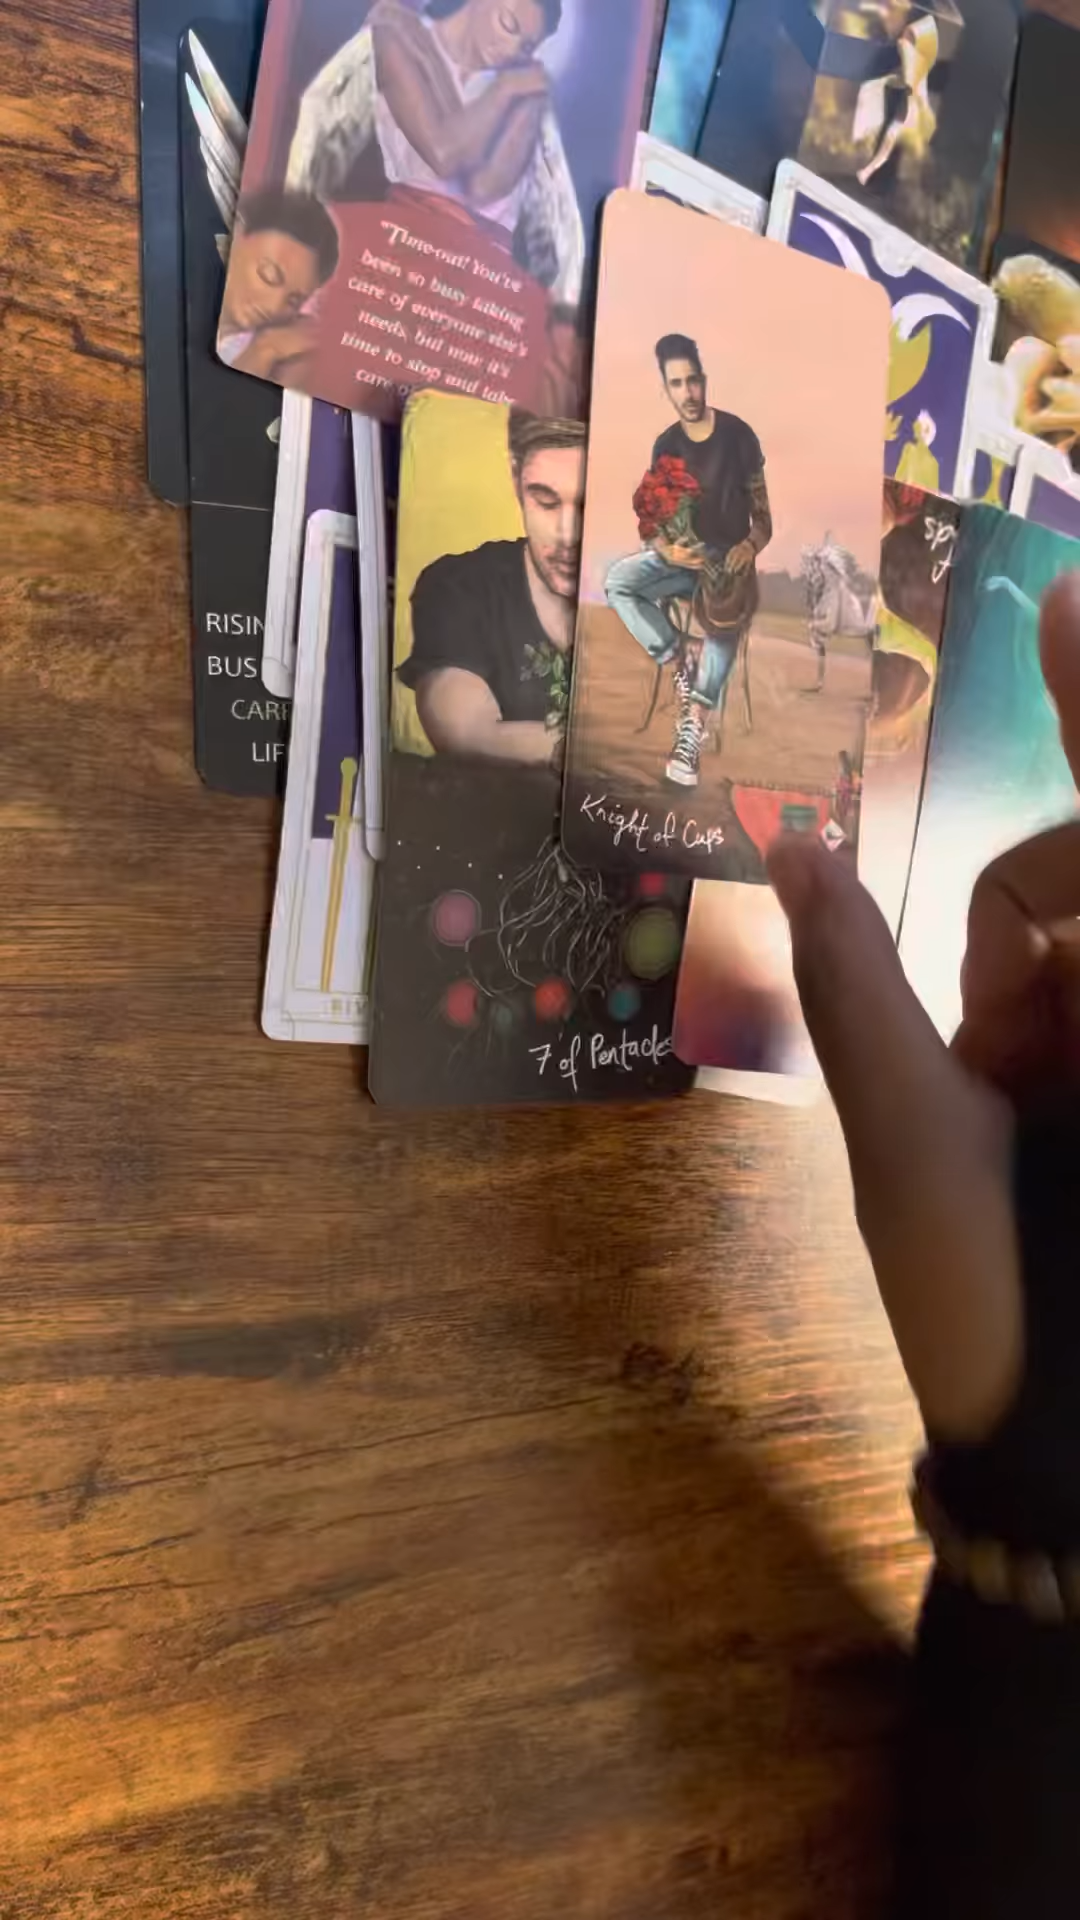 "Time-out! You've
been so busy taking
care of everyone else's
needs, but now it's
time to stop and take
care of
RISIN
BUS
CARE
LIF
Knight of Cups
7 of Pentacles